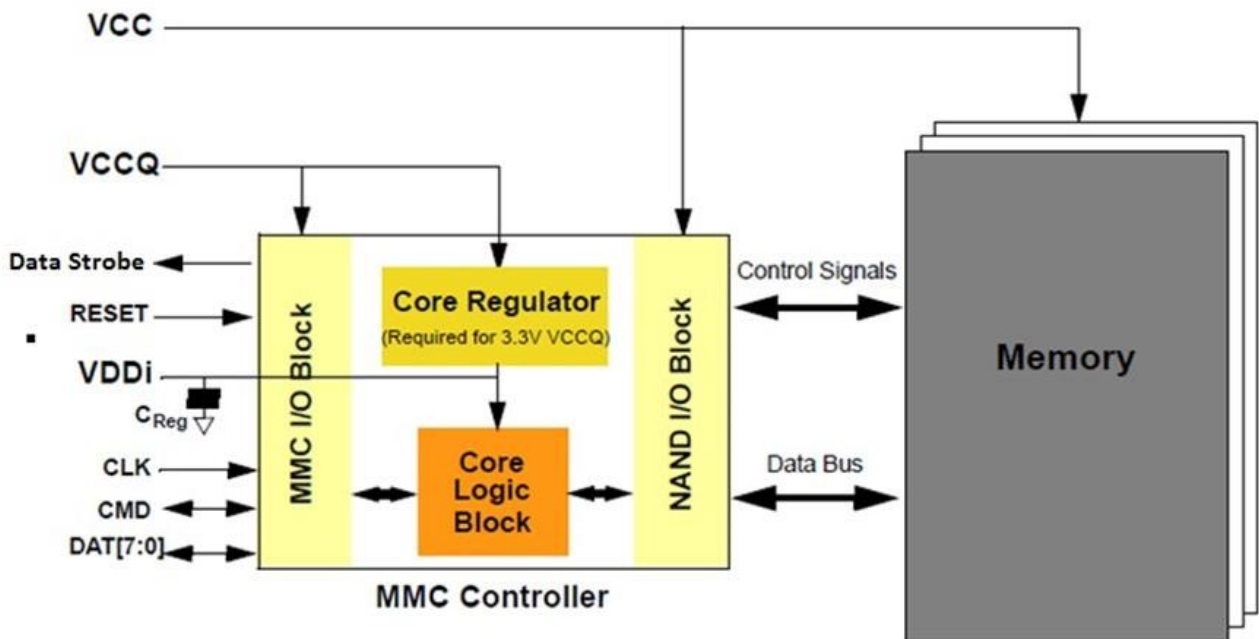 VCC
VCCQ
Data Strobe
RESET
VDDi
CReg
CLK
CMD
DAT[7:0]
MMC I/O Block
Core Regulator
(Required for 3.3V VCCQ)
Core
Logic
Block
NAND I/O Block
MMC Controller
Control Signals
Data Bus
Memory